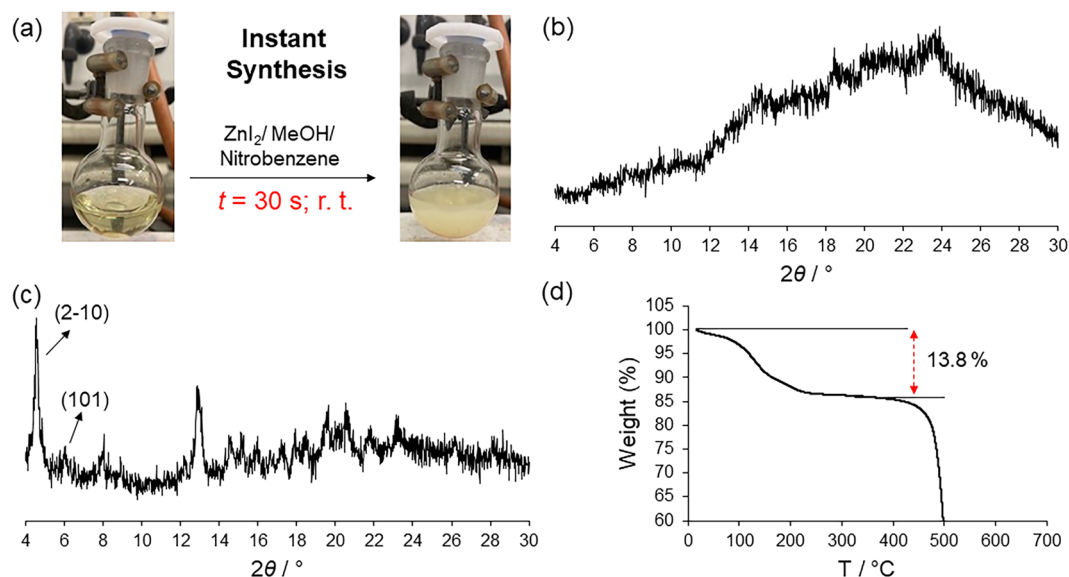 (a)
Instant
Synthesis
ZnI₂/ MeOH/
Nitrobenzene
t = 30 s; r. t.
(b)
4 6 8 10 12 14 16 18 20 22 24 26 28 30
2θ / °
(c)
(2-10)
(101)
4 6 8 10 12 14 16 18 20 22 24 26 28 30
2θ / °
(d)
105
100
95
90
85
80
75
70
65
60
Weight (%)
13.8 %
0 100 200 300 400 500 600 700
T / °C